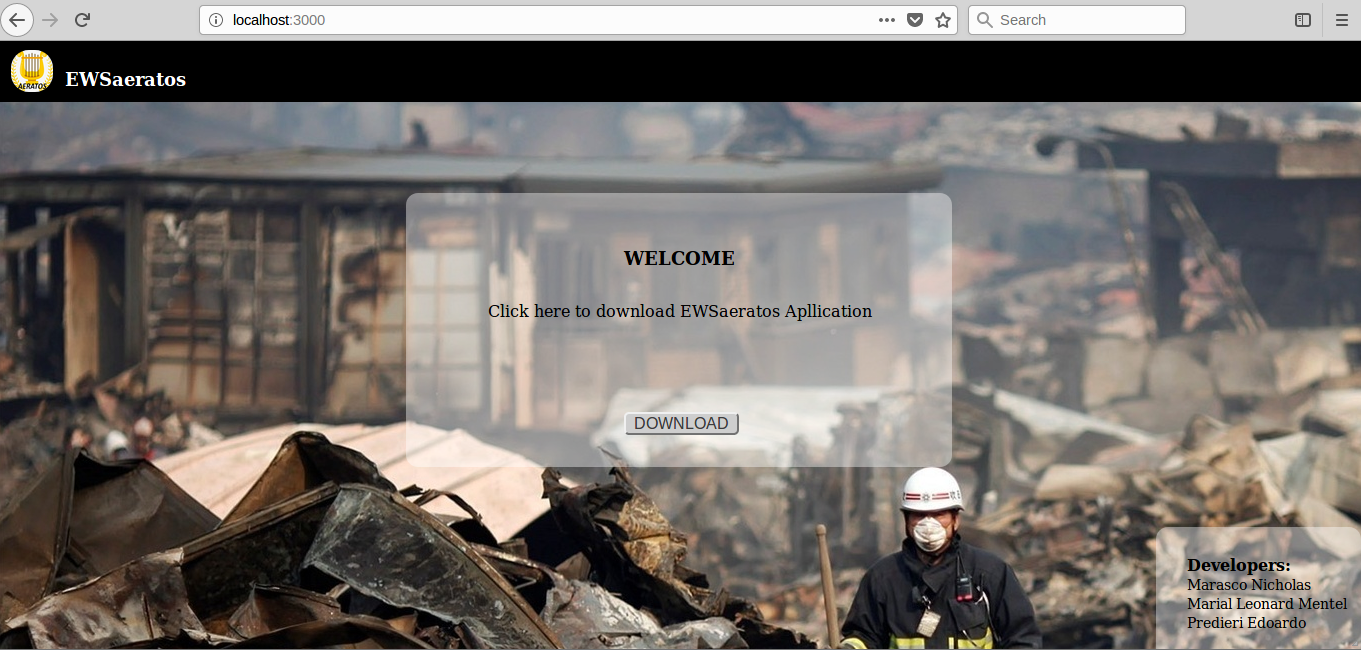 localhost:3000
Search
AERATOS
EWSaeratos
WELCOME
Click here to download EWSaeratos Apllication
DOWNLOAD
Developers:
Marasco Nicholas
Marial Leonard Mentel
Predieri Edoardo